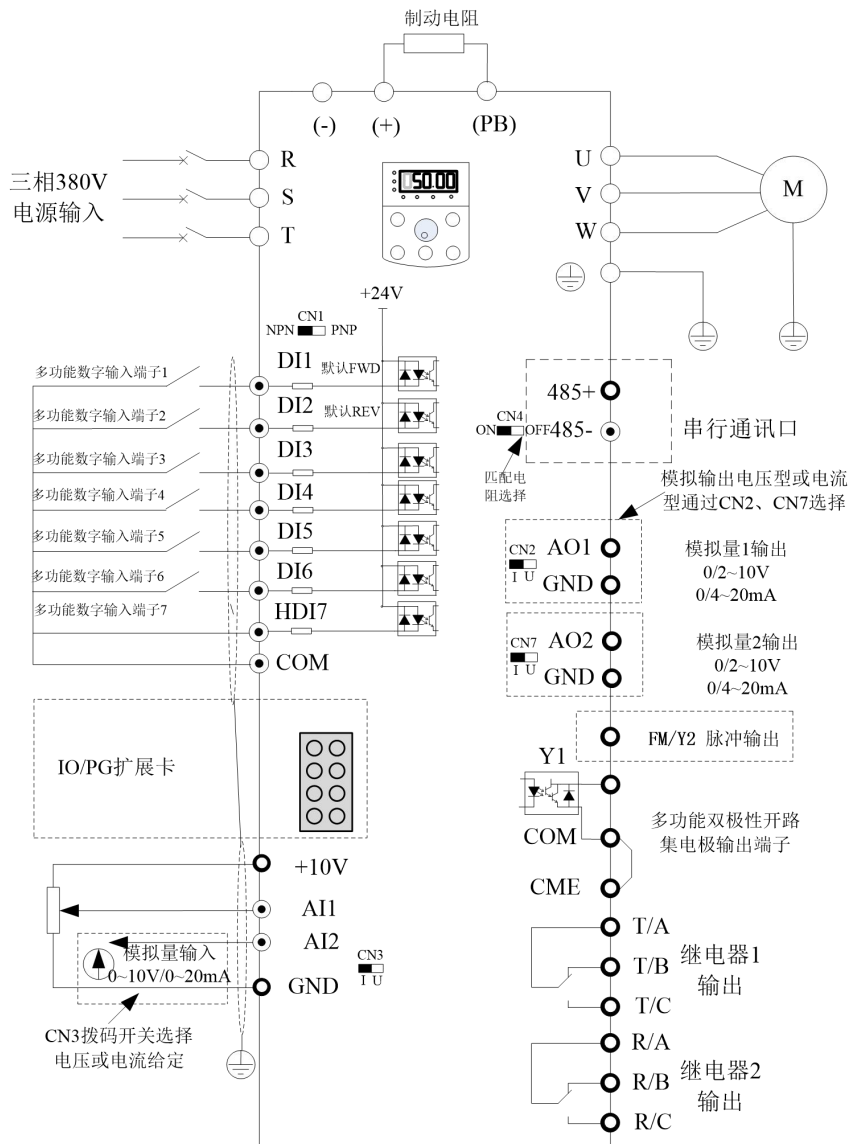 制动电阻
(-)
(+)
(PB)
三相380V
电源输入
R
S
T
50.00
U
V
W
M
+24V
CN1
NPN
PNP
多功能数字输入端子1
DI1
默认FWD
多功能数字输入端子2
DI2
默认REV
多功能数字输入端子3
DI3
多功能数字输入端子4
DI4
多功能数字输入端子5
DI5
多功能数字输入端子6
DI6
多功能数字输入端子7
HDI7
COM
485+
CN4
ON
OFF
485-
串行通讯口
匹配电
阻选择
模拟输出电压型或电流
型通过CN2、CN7选择
CN2
I U
AO1
GND
模拟量1输出
0/2~10V
0/4~20mA
CN7
I U
AO2
GND
模拟量2输出
0/2~10V
0/4~20mA
IO/PG扩展卡
FM/Y2 脉冲输出
Y1
COM
CME
多功能双极性开路
集电极输出端子
+10V
AI1
AI2
GND
CN3
I U
模拟量输入
0~10V/0~20mA
CN3拨码开关选择
电压或电流给定
T/A
T/B
T/C
继电器1
输出
R/A
R/B
R/C
继电器2
输出